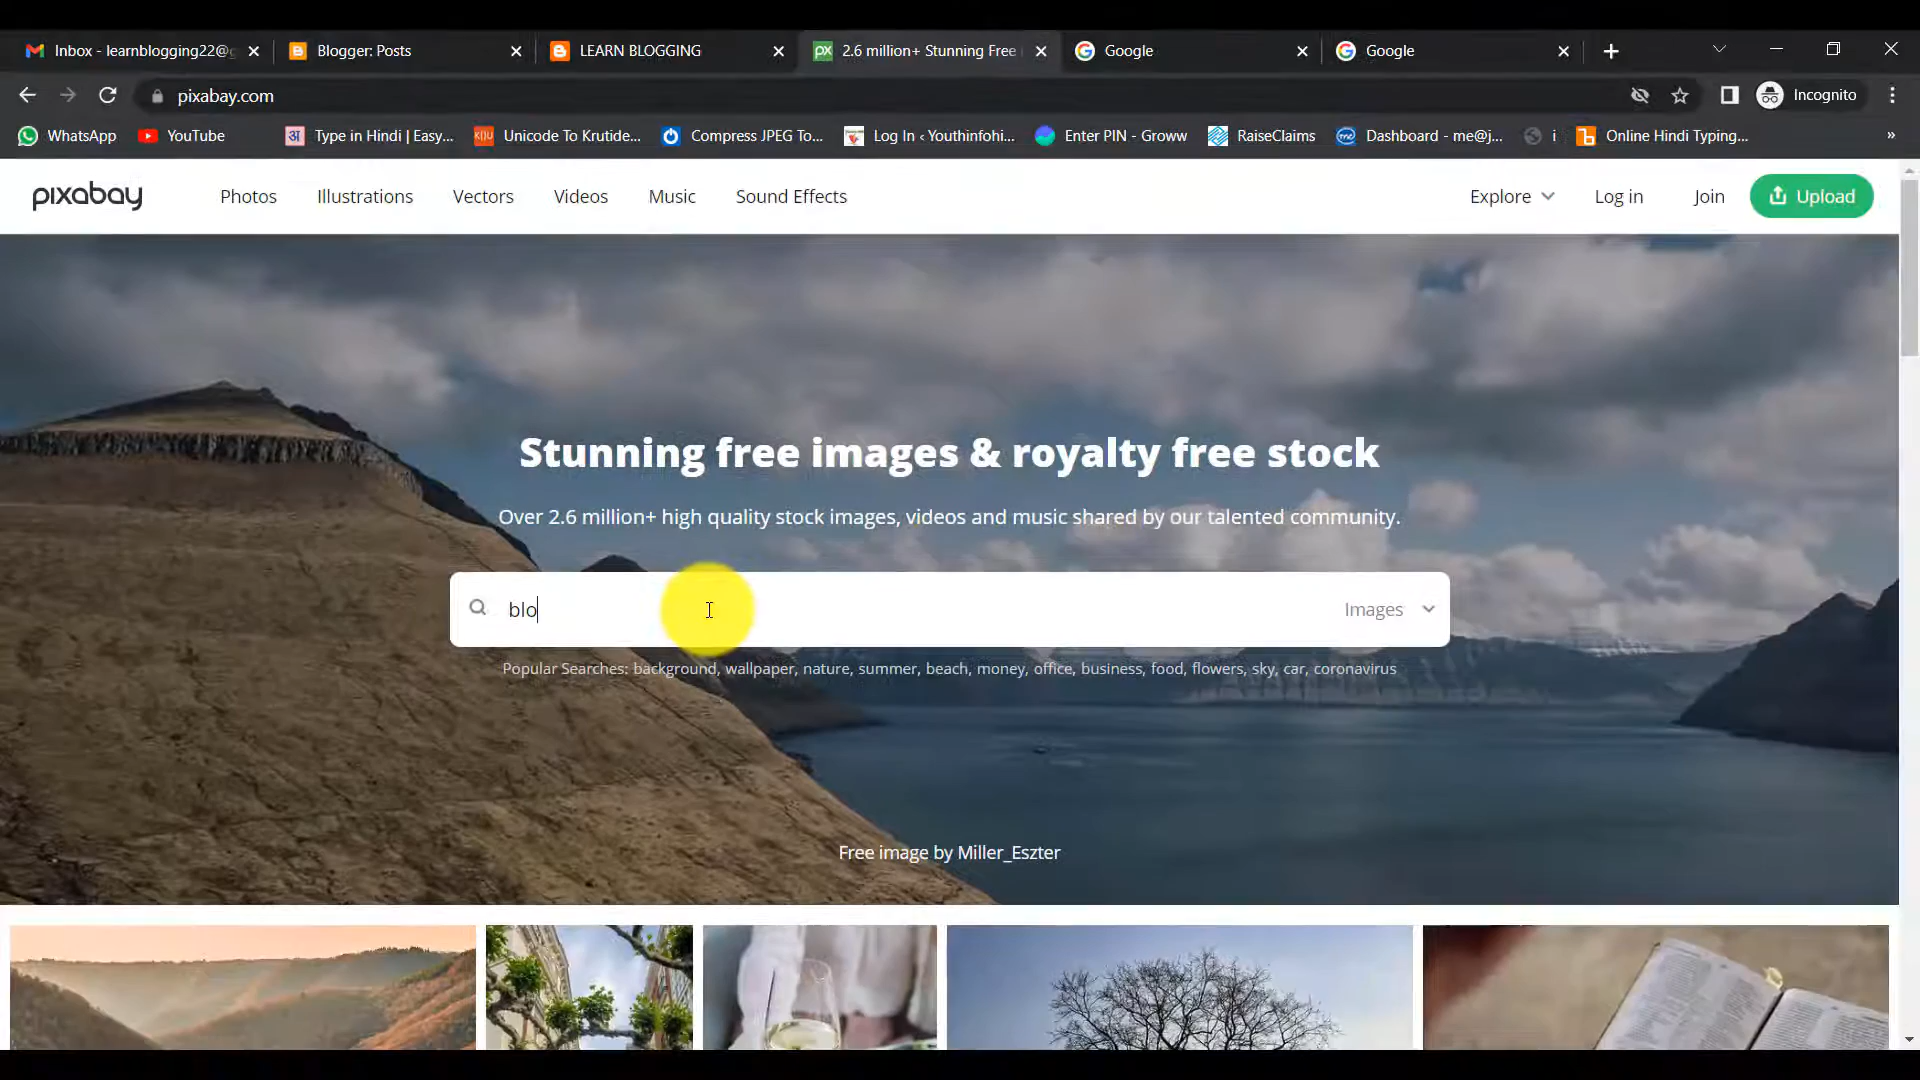 Inbox - learnblogging22@g
Blogger: Posts
LEARN BLOGGING
2.6 million+ Stunning Free
Google
Google
pixabay.com
Incognito
WhatsApp
YouTube
अ Type in Hindi | Easy...
Unicode To Krutide...
Compress JPEG To...
Log In ‹ Youthinfohi...
Enter PIN - Groww
RaiseClaims
Dashboard - me@j...
i
Online Hindi Typing...
»
pixabay
Photos
Illustrations
Vectors
Videos
Music
Sound Effects
Explore
Log in
Join
Upload
Stunning free images & royalty free stock
Over 2.6 million+ high quality stock images, videos and music shared by our talented community.
blo
Images
Popular Searches: background, wallpaper, nature, summer, beach, money, office, business, food, flowers, sky, car, coronavirus
Free image by Miller_Eszter